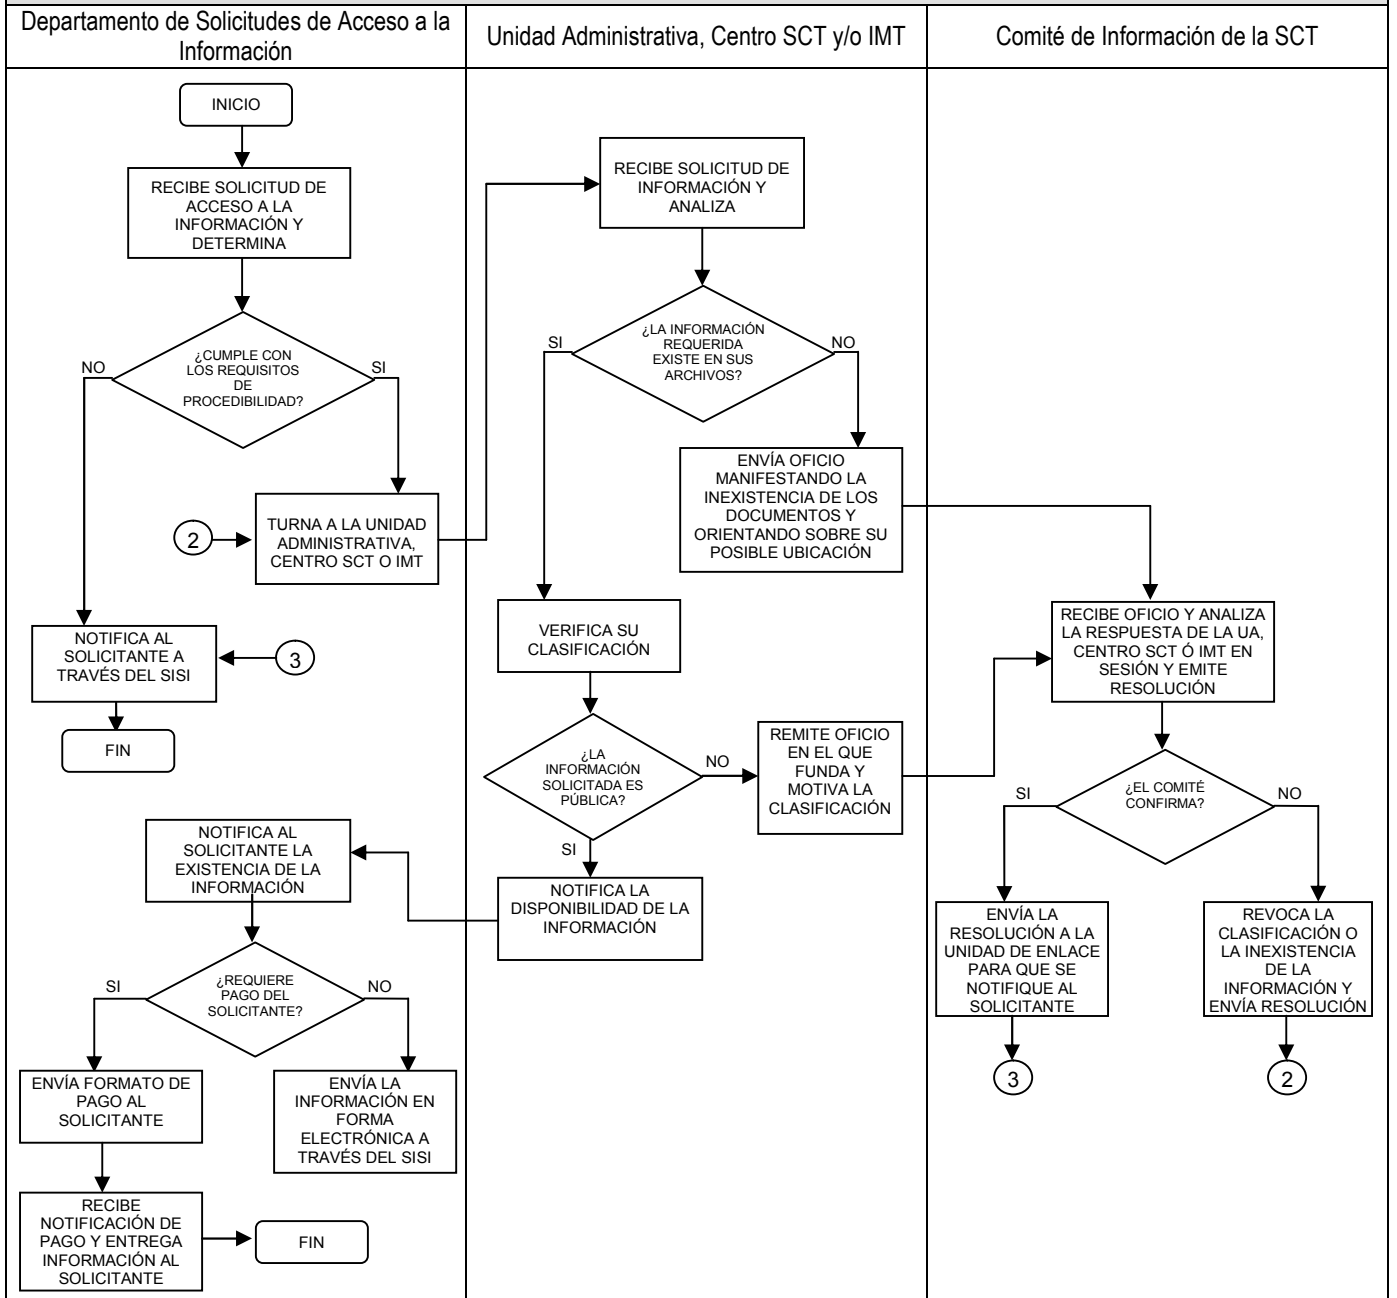 Departamento de Solicitudes de Acceso a la
Información
Unidad Administrativa, Centro SCT y/o IMT
Comité de Información de la SCT
INICIO
RECIBE SOLICITUD DE
ACCESO A LA
INFORMACIÓN Y
DETERMINA
¿CUMPLE CON
LOS REQUISITOS
DE
PROCEDIBILIDAD?
NO
SI
2
TURNA A LA UNIDAD
ADMINISTRATIVA,
CENTRO SCT O IMT
NOTIFICA AL
SOLICITANTE A
TRAVÉS DEL SISI
3
FIN
NOTIFICA AL
SOLICITANTE LA
EXISTENCIA DE LA
INFORMACIÓN
¿REQUIERE
PAGO DEL
SOLICITANTE?
SI
NO
ENVÍA FORMATO DE
PAGO AL
SOLICITANTE
ENVÍA LA
INFORMACIÓN EN
FORMA
ELECTRÓNICA A
TRAVÉS DEL SISI
RECIBE
NOTIFICACIÓN DE
PAGO Y ENTREGA
INFORMACIÓN AL
SOLICITANTE
FIN
RECIBE SOLICITUD DE
INFORMACIÓN Y
ANALIZA
¿LA INFORMACIÓN
REQUERIDA
EXISTE EN SUS
ARCHIVOS?
SI
NO
ENVÍA OFICIO
MANIFESTANDO LA
INEXISTENCIA DE LOS
DOCUMENTOS Y
ORIENTANDO SOBRE SU
POSIBLE UBICACIÓN
VERIFICA SU
CLASIFICACIÓN
¿LA
INFORMACIÓN
SOLICITADA ES
PÚBLICA?
NO
SI
REMITE OFICIO
EN EL QUE
FUNDA Y
MOTIVA LA
CLASIFICACIÓN
NOTIFICA LA
DISPONIBILIDAD DE LA
INFORMACIÓN
RECIBE OFICIO Y ANALIZA
LA RESPUESTA DE LA UA,
CENTRO SCT Ó IMT EN
SESIÓN Y EMITE
RESOLUCIÓN
¿EL COMITÉ
CONFIRMA?
SI
NO
ENVÍA LA
RESOLUCIÓN A LA
UNIDAD DE ENLACE
PARA QUE SE
NOTIFIQUE AL
SOLICITANTE
REVOCA LA
CLASIFICACIÓN O
LA INEXISTENCIA
DE LA
INFORMACIÓN Y
ENVÍA RESOLUCIÓN
3
2